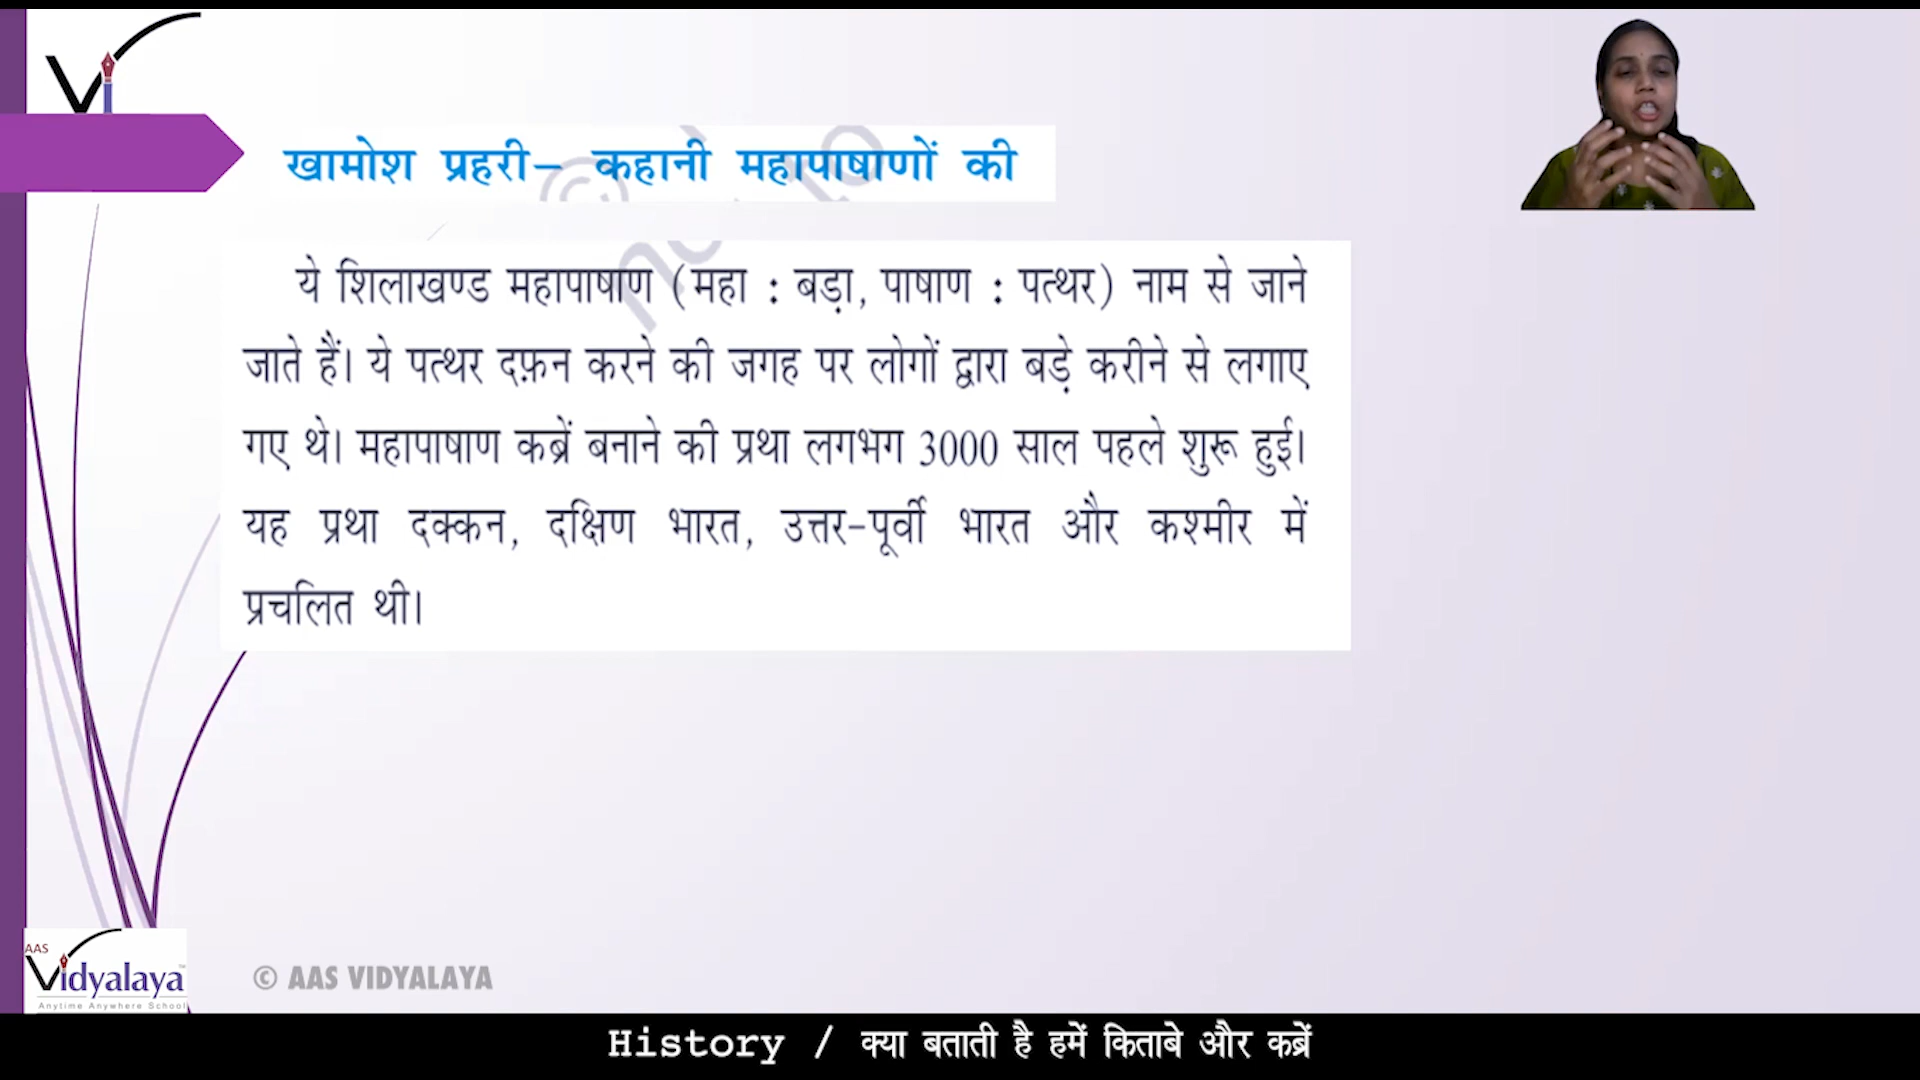 खामोश प्रहरी– कहानी महापाषाणों की
ये शिलाखण्ड महापाषाण (महा : बड़ा, पाषाण : पत्थर) नाम से जाने
जाते हैं। ये पत्थर दफ़न करने की जगह पर लोगों द्वारा बड़े करीने से लगाए
गए थे। महापाषाण कब्रें बनाने की प्रथा लगभग 3000 साल पहले शुरू हुई।
यह प्रथा दक्कन, दक्षिण भारत, उत्तर-पूर्वी भारत और कश्मीर में
प्रचलित थी।
AAS
Vidyalaya
Anytime Anywhere School
© AAS VIDYALAYA
History / क्या बताती है हमें किताबे और कब्रें